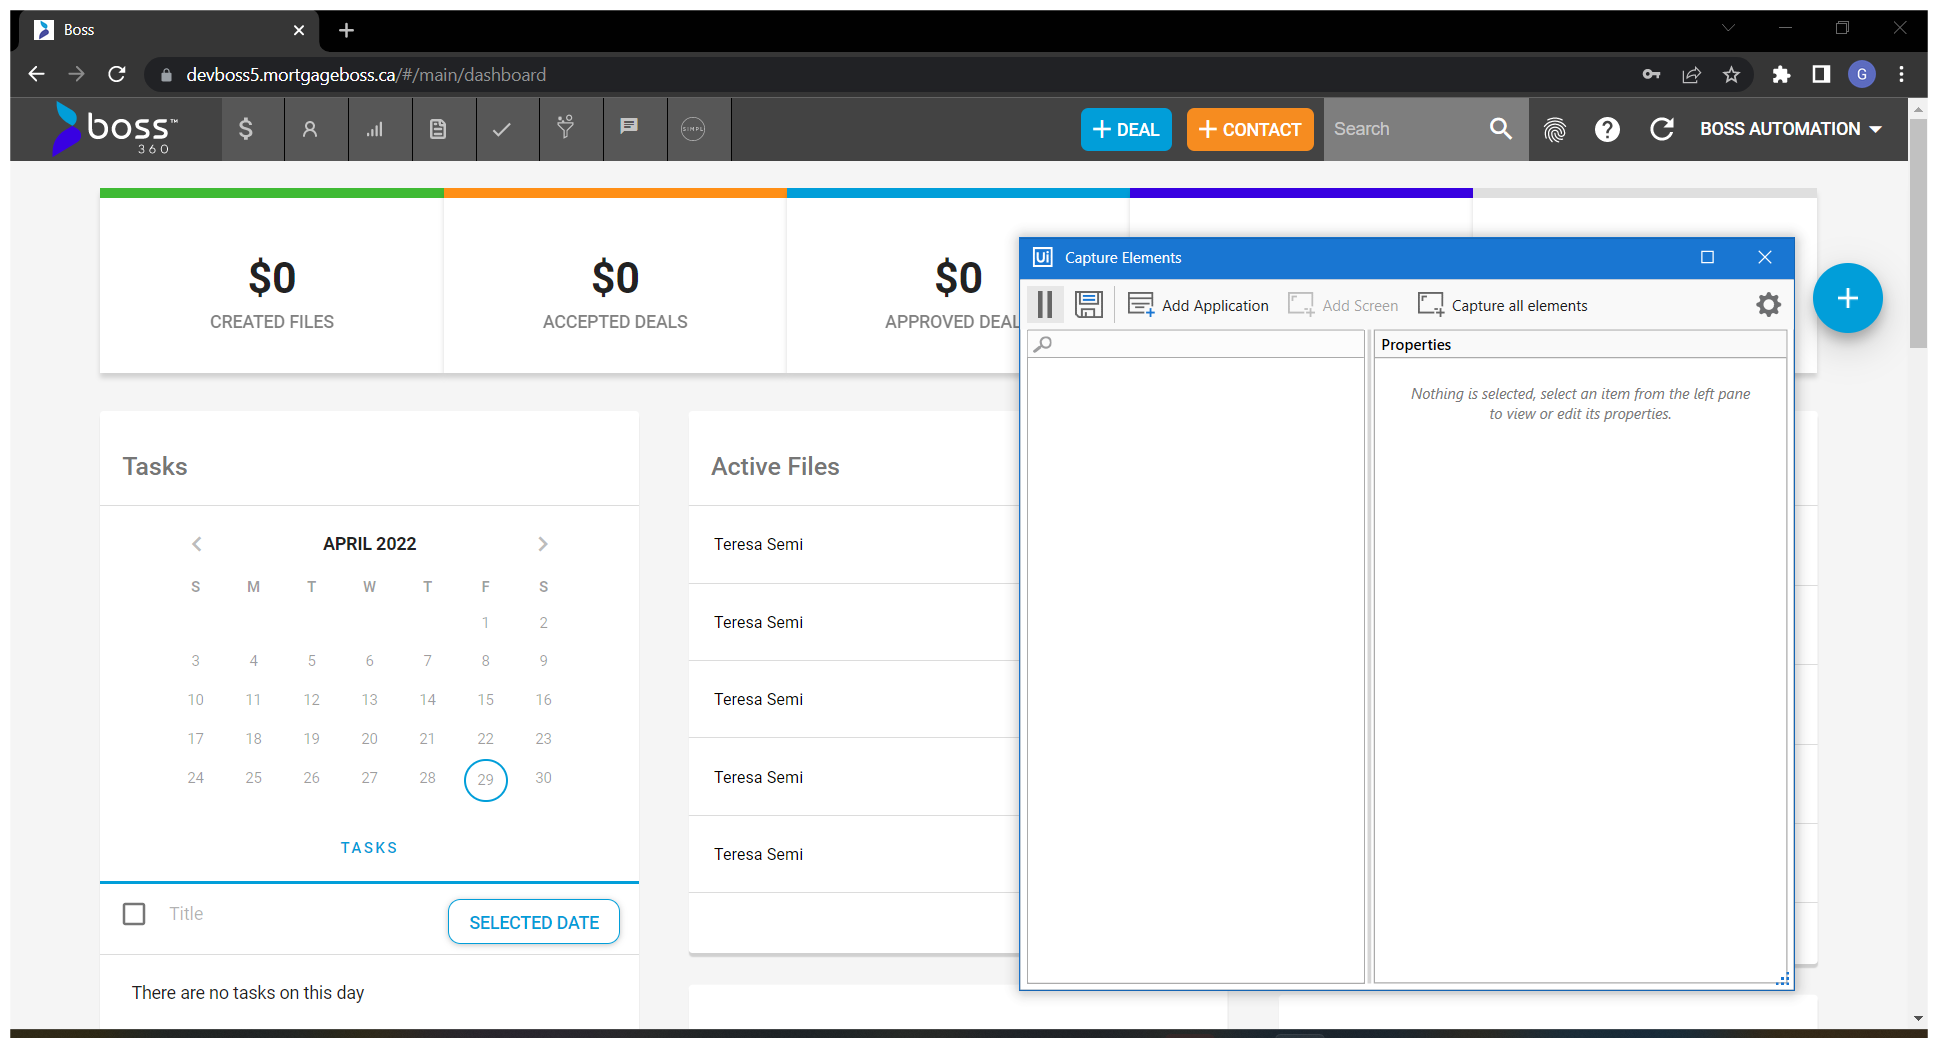 Boss
devboss5.mortgageboss.ca/#/main/dashboard
G
boss™
360
SIMPL
DEAL
CONTACT
Search
BOSS AUTOMATION
$0
CREATED FILES
$0
ACCEPTED DEALS
$0
APPROVED DEAL
Ui Capture Elements
Add Application
Add Screen
Capture all elements
Properties
Nothing is selected, select an item from the left pane
to view or edit its properties.
Tasks
APRIL 2022
S M T W T F S
1 2
3 4 5 6 7 8 9
10 11 12 13 14 15 16
17 18 19 20 21 22 23
24 25 26 27 28 29 30
TASKS
Title
SELECTED DATE
There are no tasks on this day
Active Files
Teresa Semi
Teresa Semi
Teresa Semi
Teresa Semi
Teresa Semi